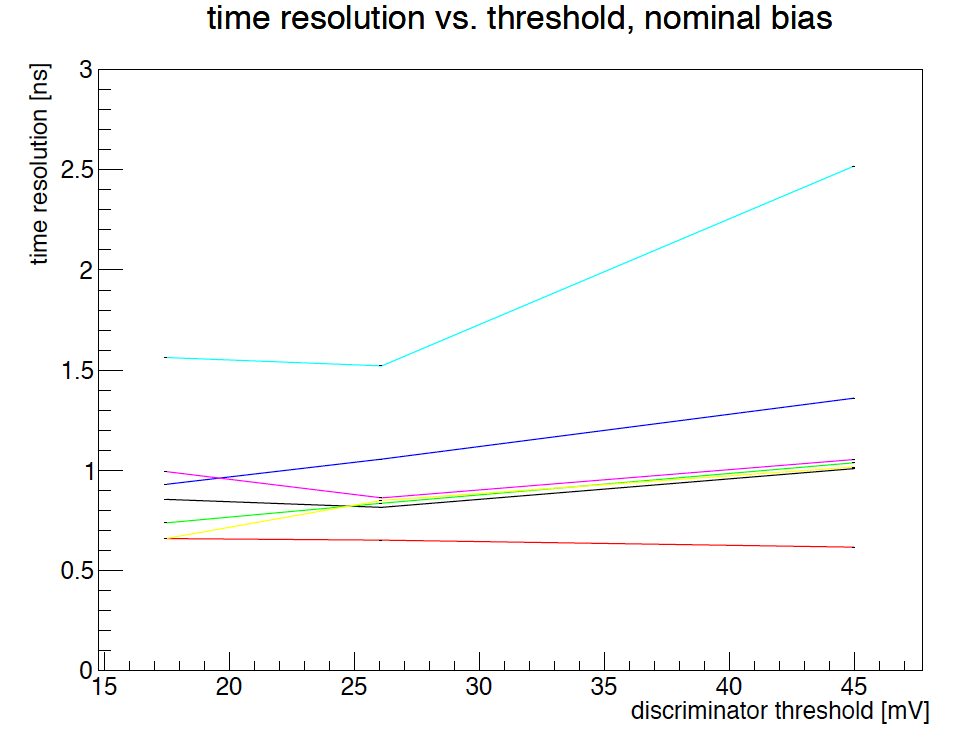 time resolution vs. threshold, nominal bias
time resolution [ns]
3
2.5
2
1.5
1
0.5
0
15 20 25 30 35 40 45
discriminator threshold [mV]